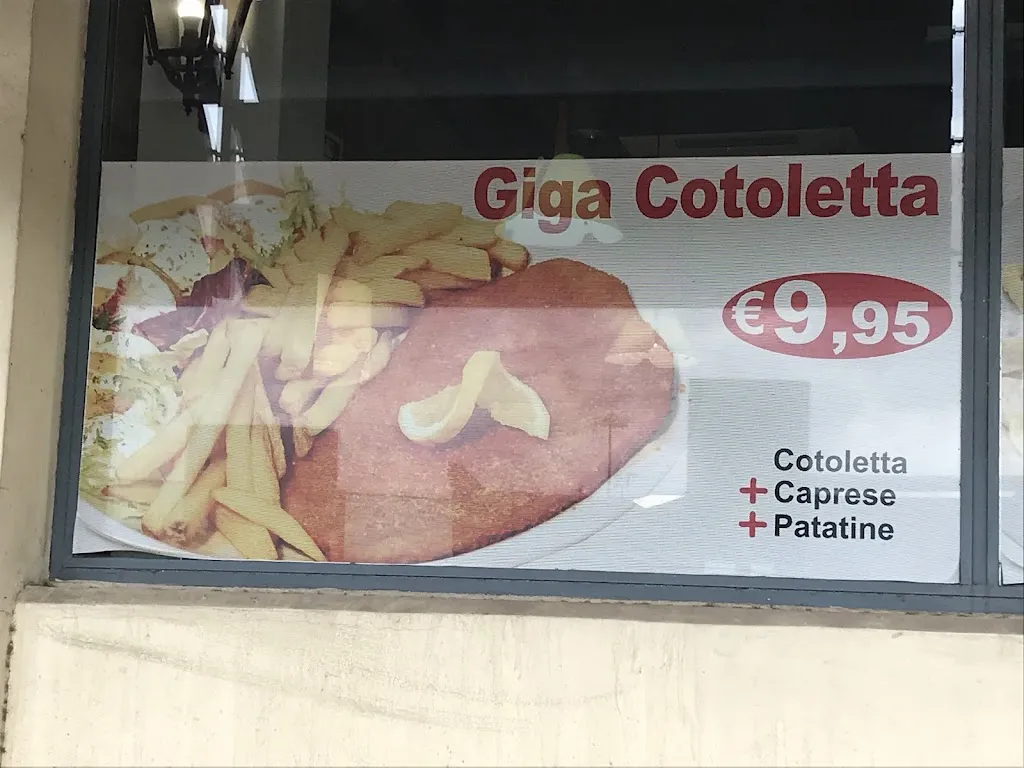 Giga Cotoletta
€9,95
Cotoletta
+ Caprese
+ Patatine